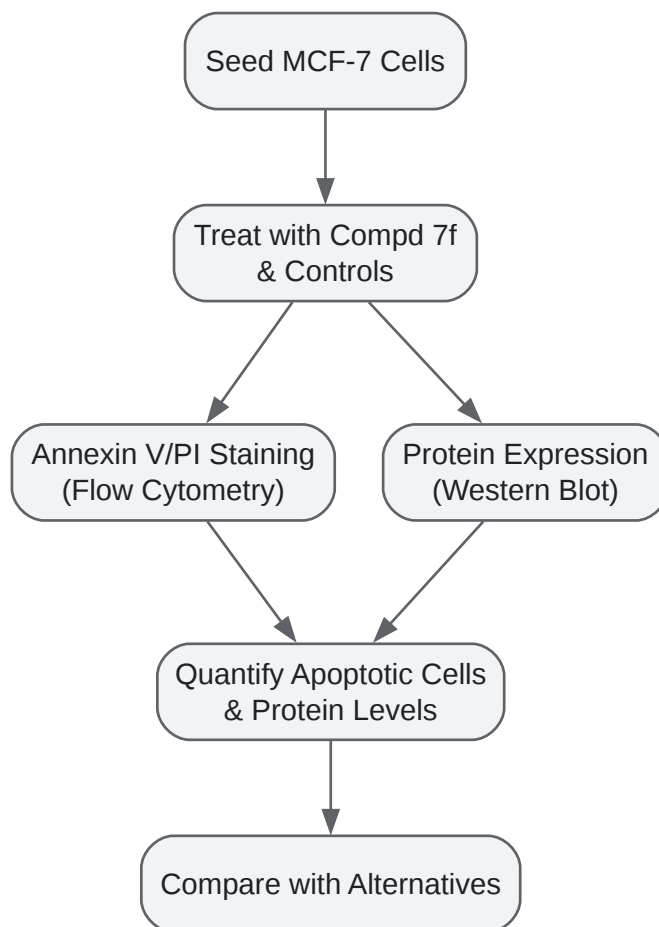 Seed MCF-7 Cells
Treat with Compd 7f
& Controls
Annexin V/PI Staining
(Flow Cytometry)
Protein Expression
(Western Blot)
Quantify Apoptotic Cells
& Protein Levels
Compare with Alternatives